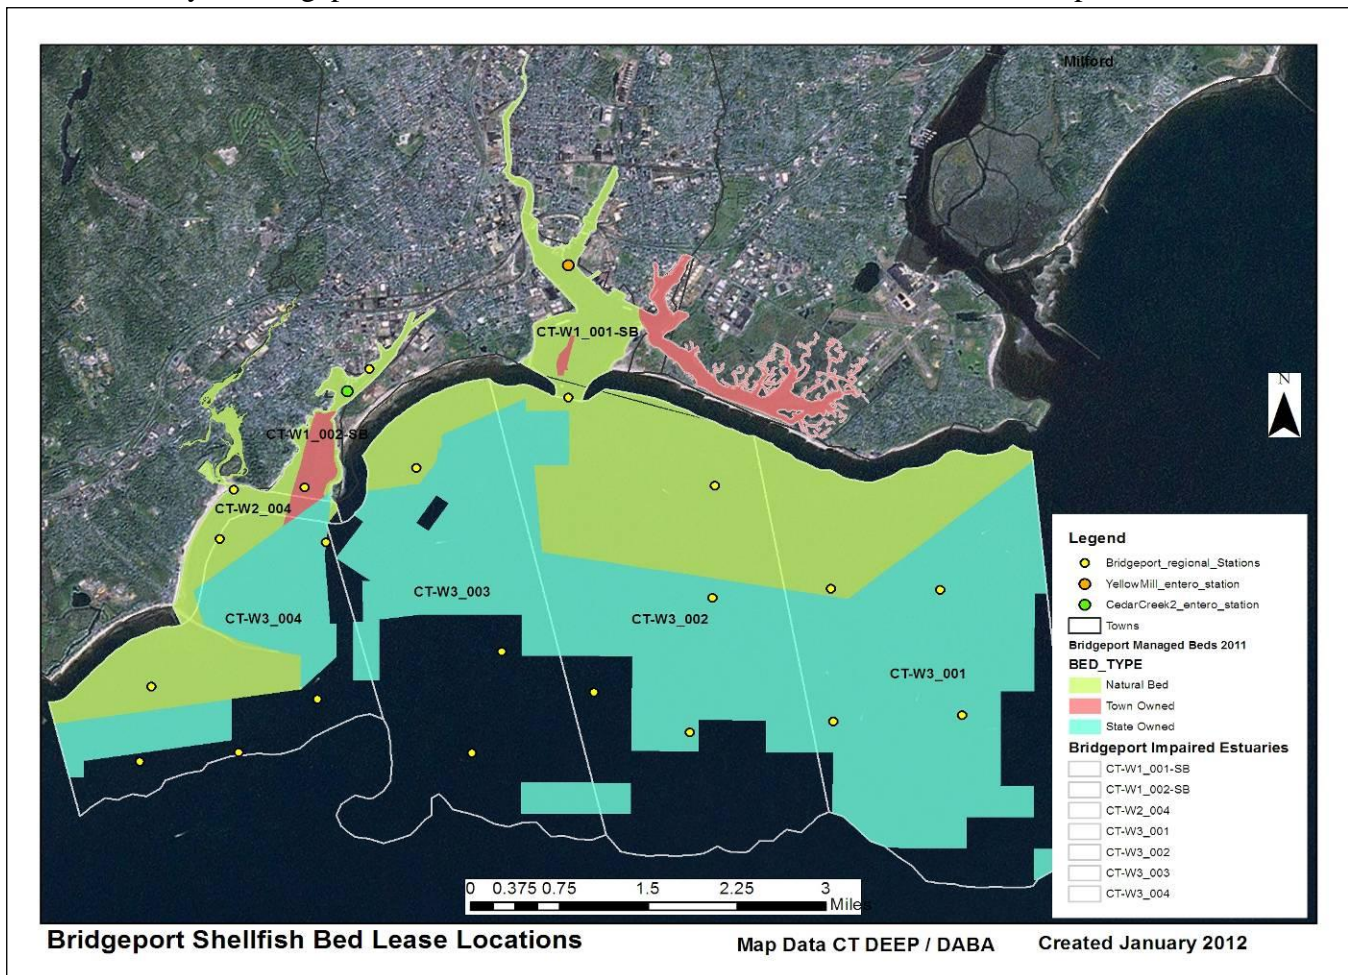 Milford
CT-W1_001-SB
CT-W1_002-SB
CT-W2_004
CT-W3_004
CT-W3_003
CT-W3_002
CT-W3_001
N
Legend
Bridgeport_regional_Stations
YellowMill_entero_station
CedarCreek2_entero_station
Towns
Bridgeport Managed Beds 2011
BED_TYPE
Natural Bed
Town Owned
State Owned
Bridgeport Impaired Estuaries
CT-W1_001-SB
CT-W1_002-SB
CT-W2_004
CT-W3_001
CT-W3_002
CT-W3_003
CT-W3_004
0 0.375 0.75 1.5 2.25 3
Miles
Bridgeport Shellfish Bed Lease Locations
Map Data CT DEEP / DABA
Created January 2012